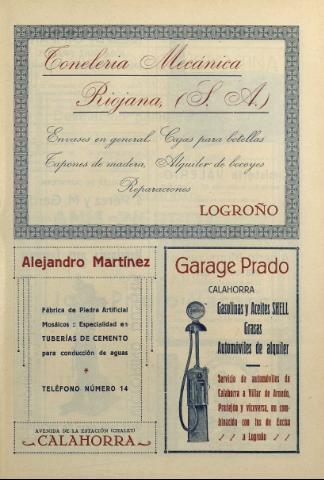 Tonelería Mecánica
Riojana, (S. A.)
Envases en general. Cajas para botellas
Tapones de madera, Alquiler de bocoyes
Reparaciones
LOGROÑO
Alejandro Martínez
Fábrica de Piedra Artificial
Mosáicos :: Especialidad en
TUBERÍAS DE CEMENTO
para conducción de aguas
TELÉFONO NÚMERO 14
AVENIDA DE LA ESTACIÓN (CHALET)
CALAHORRA
Garage Prado
CALAHORRA
Gasolinas y Aceites SHELL
Grasas
Automóviles de alquiler
Servicio de automóviles de
Calahorra a Villar de Arnedo,
Pradejón y viceversa, en com-
binación con los de Enciso
a Logroño